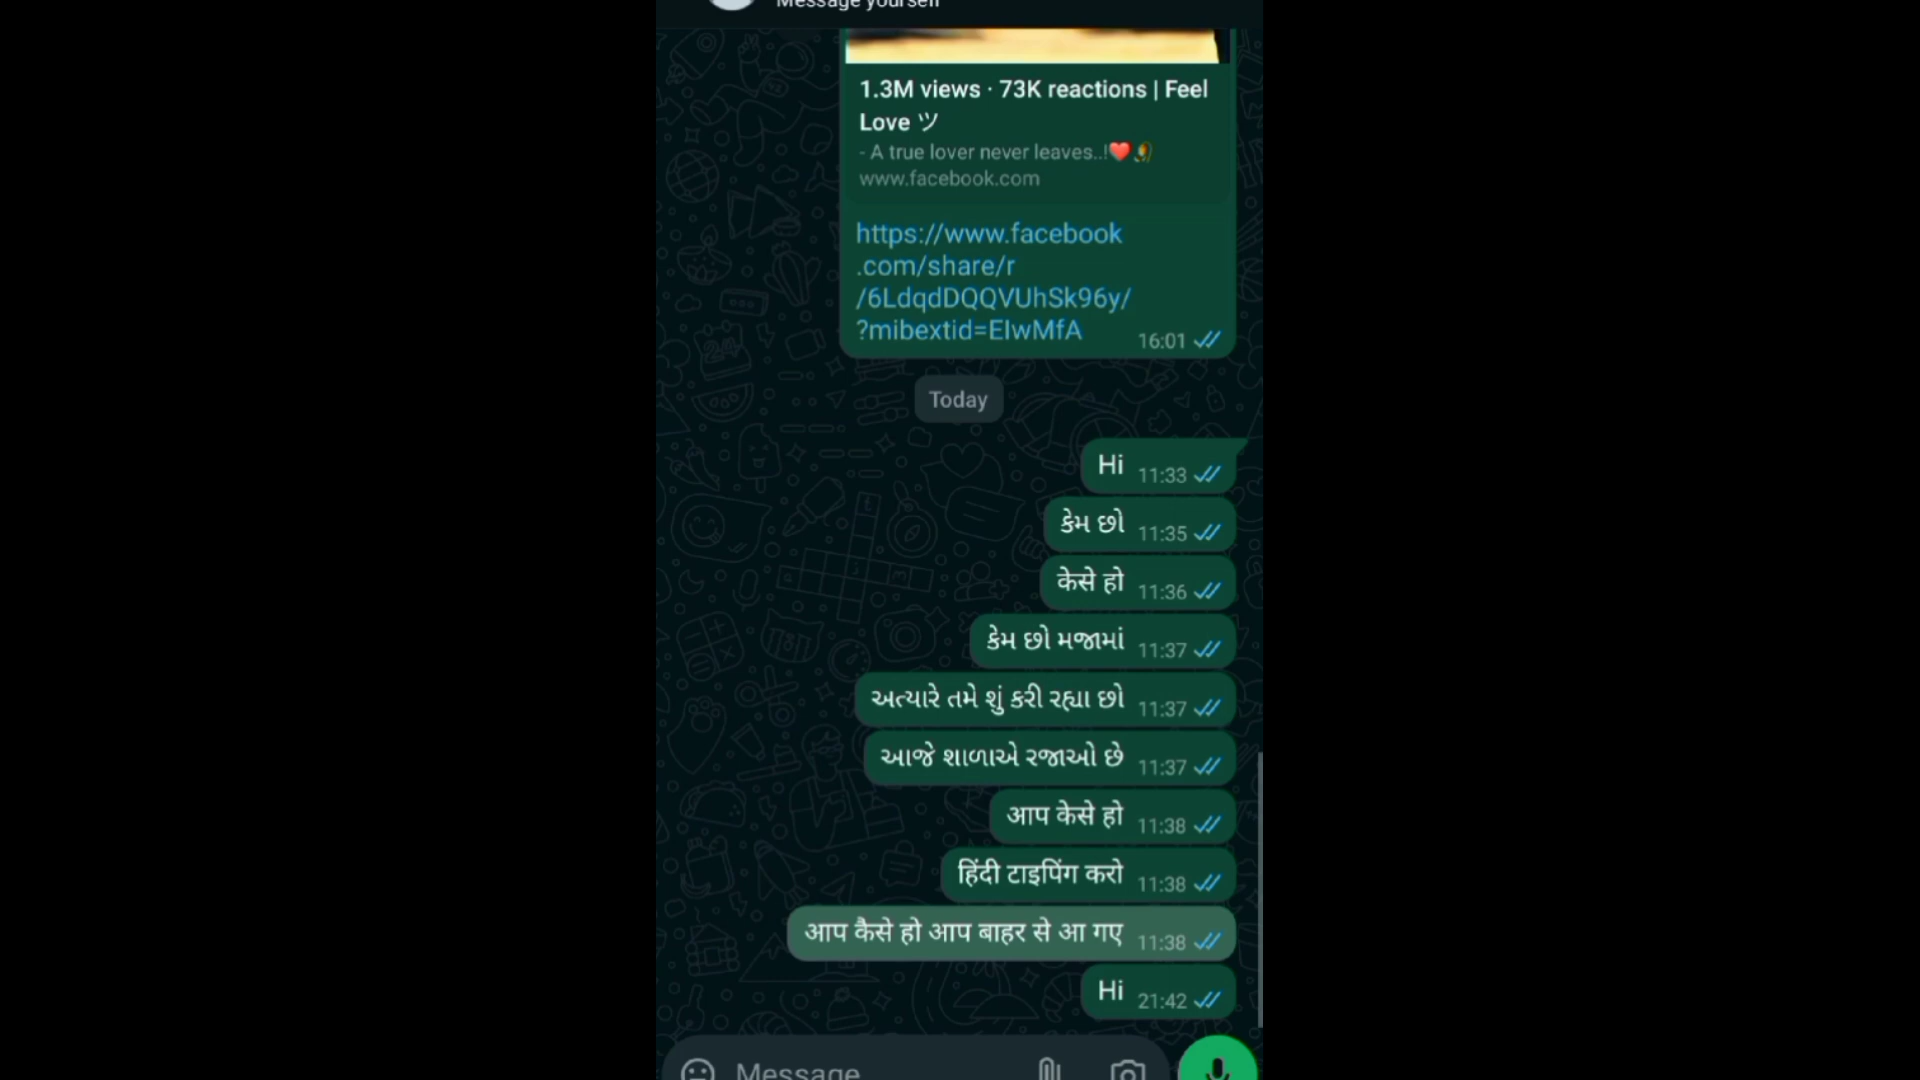 Message yourself
1.3M views · 73K reactions | Feel
Love ツ
- A true lover never leaves..!❤️
www.facebook.com
https://www.facebook
.com/share/r
/6LdqdDQQVUhSk96y/
?mibextid=EIwMfA
16:01
Today
Hi 11:33
કેમ છો 11:35
केसे हो 11:36
કેમ છો મજામાં 11:37
અત્યારે તમે શું કરી રહ્યા છો 11:37
આજે શાળાએ રજાઓ છે 11:37
आप केसे हो 11:38
हिंदी टाइपिंग करो 11:38
आप कैसे हो आप बाहर से आ गए 11:38
Hi 21:42
Message